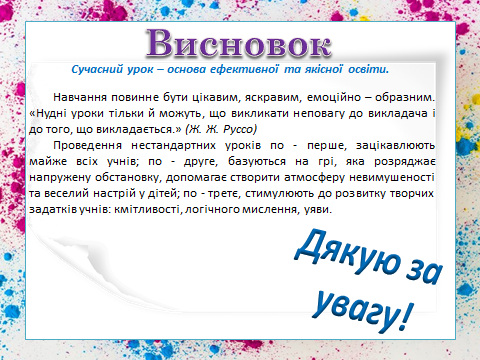 Висновок
Сучасний урок – основа ефективної та якісної освіти.
Навчання повинне бути цікавим, яскравим, емоційно – образним.
«Нудні уроки тільки й можуть, що викликати неповагу до викладача і
до того, що викладається.» (Ж. Ж. Руссо)
Проведення нестандартних уроків по - перше, зацікавлюють
майже всіх учнів; по - друге, базуються на грі, яка розряджає
напружену обстановку, допомагає створити атмосферу невимушеності
та веселий настрій у дітей; по - третє, стимулюють до розвитку творчих
задатків учнів: кмітливості, логічного мислення, уяви.
Дякую за
увагу!